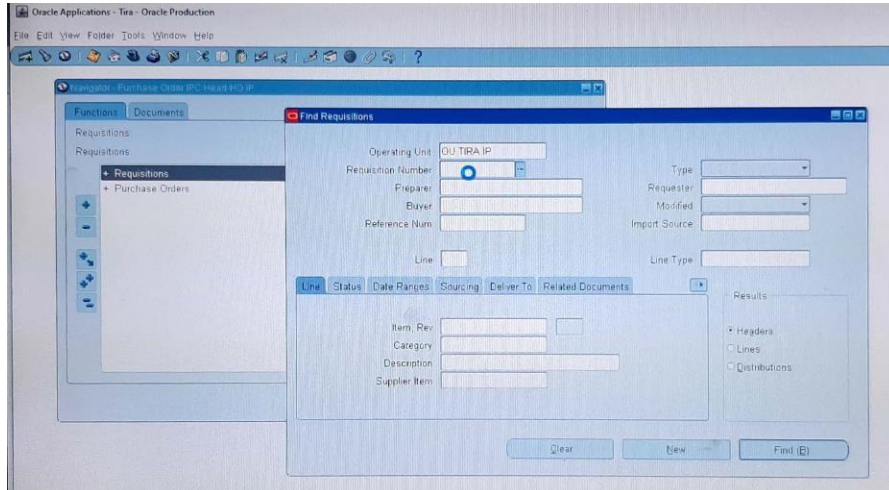 Oracle Applications - Tira - Oracle Production
File Edit View Folder Tools Window Help
Navigator - Purchase Order IPC-Head-HO IP
Functions Documents
Requisitions
Requisitions
+ Requisitions
+ Purchase Orders
Find Requisitions
Operating Unit OU TIRA IP
Requisition Number Type
Preparer Requester
Buyer Modified
Reference Num Import Source
Line Line Type
Line Status Date Ranges Sourcing Deliver To Related Documents
Results
Item, Rev
Headers
Category
Lines
Description
Distributions
Supplier Item
Clear New Find (B)